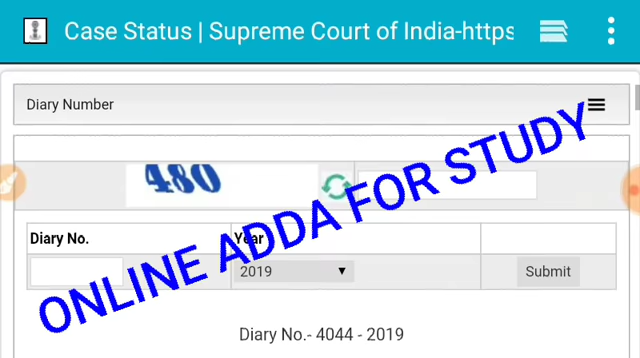 Case Status | Supreme Court of India-https
Diary Number
480
ONLINE ADDA FOR STUDY
Diary No. Year
2019 Submit
Diary No.- 4044 - 2019